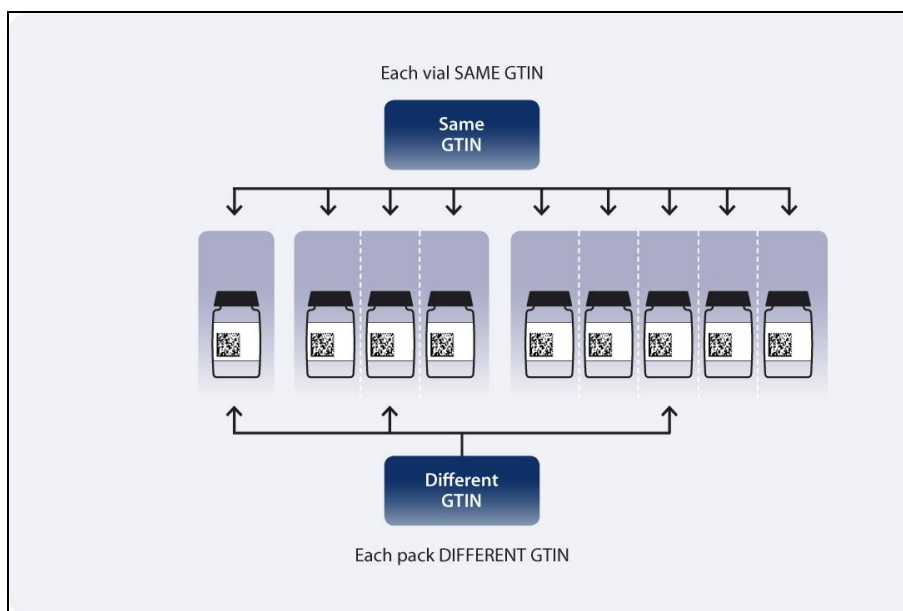 Each vial SAME GTIN
Same
GTIN
Different
GTIN
Each pack DIFFERENT GTIN